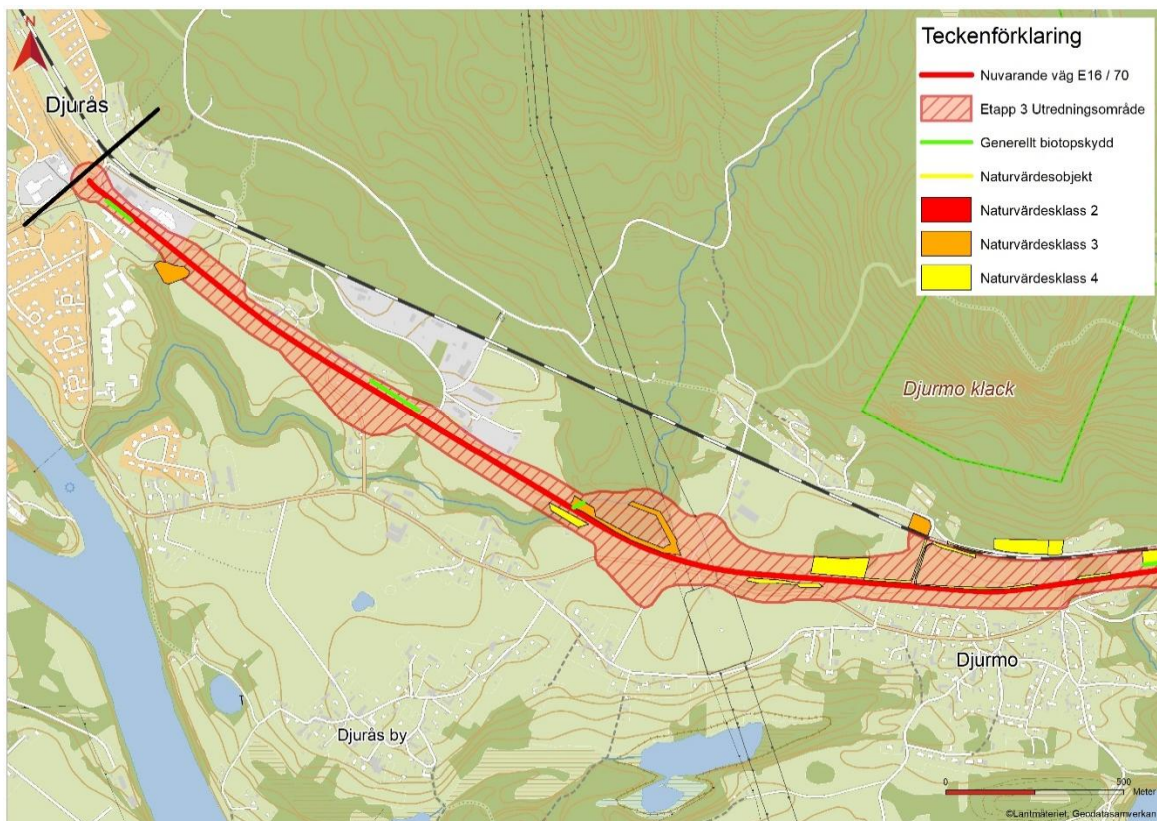 N
Djurås
Teckenförklaring
Nuvarande väg E16 / 70
Etapp 3 Utredningsområde
Generellt biotopskydd
Naturvärdesobjekt
Naturvärdesklass 2
Naturvärdesklass 3
Naturvärdesklass 4
Djurmo klack
Djurmo
Djurås by
0 500
Meter
©Lantmäteriet, Geodatasamverkan